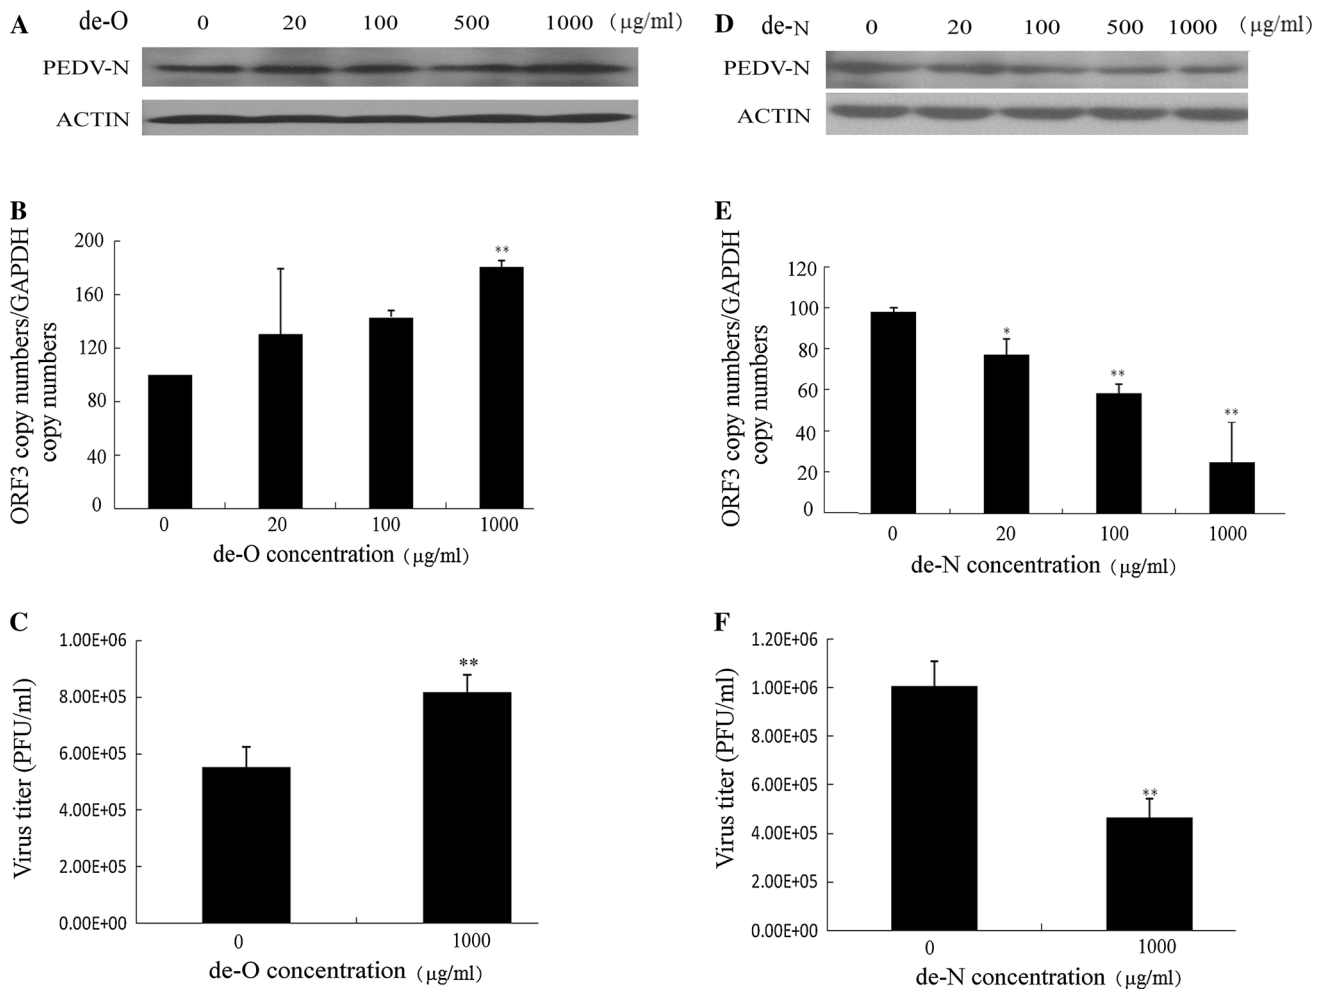 A de-O 0 20 100 500 1000 (μg/ml)
PEDV-N
ACTIN
B
ORF3 copy numbers/GAPDH
copy numbers
200
160
120
80
40
0
**
0 20 100 1000
de-O concentration (μg/ml)
C
Virus titer (PFU/ml)
1.00E+06
8.00E+05
6.00E+05
4.00E+05
2.00E+05
0.00E+00
**
0 1000
de-O concentration (μg/ml)
D de-N 0 20 100 500 1000 (μg/ml)
PEDV-N
ACTIN
E
ORF3 copy numbers/GAPDH
copy numbers
120
100
80
60
40
20
0
*
**
**
0 20 100 1000
de-N concentration (μg/ml)
F
Virus titer (PFU/ml)
1.20E+06
1.00E+06
8.00E+05
6.00E+05
4.00E+05
2.00E+05
0.00E+00
**
0 1000
de-N concentration (μg/ml)